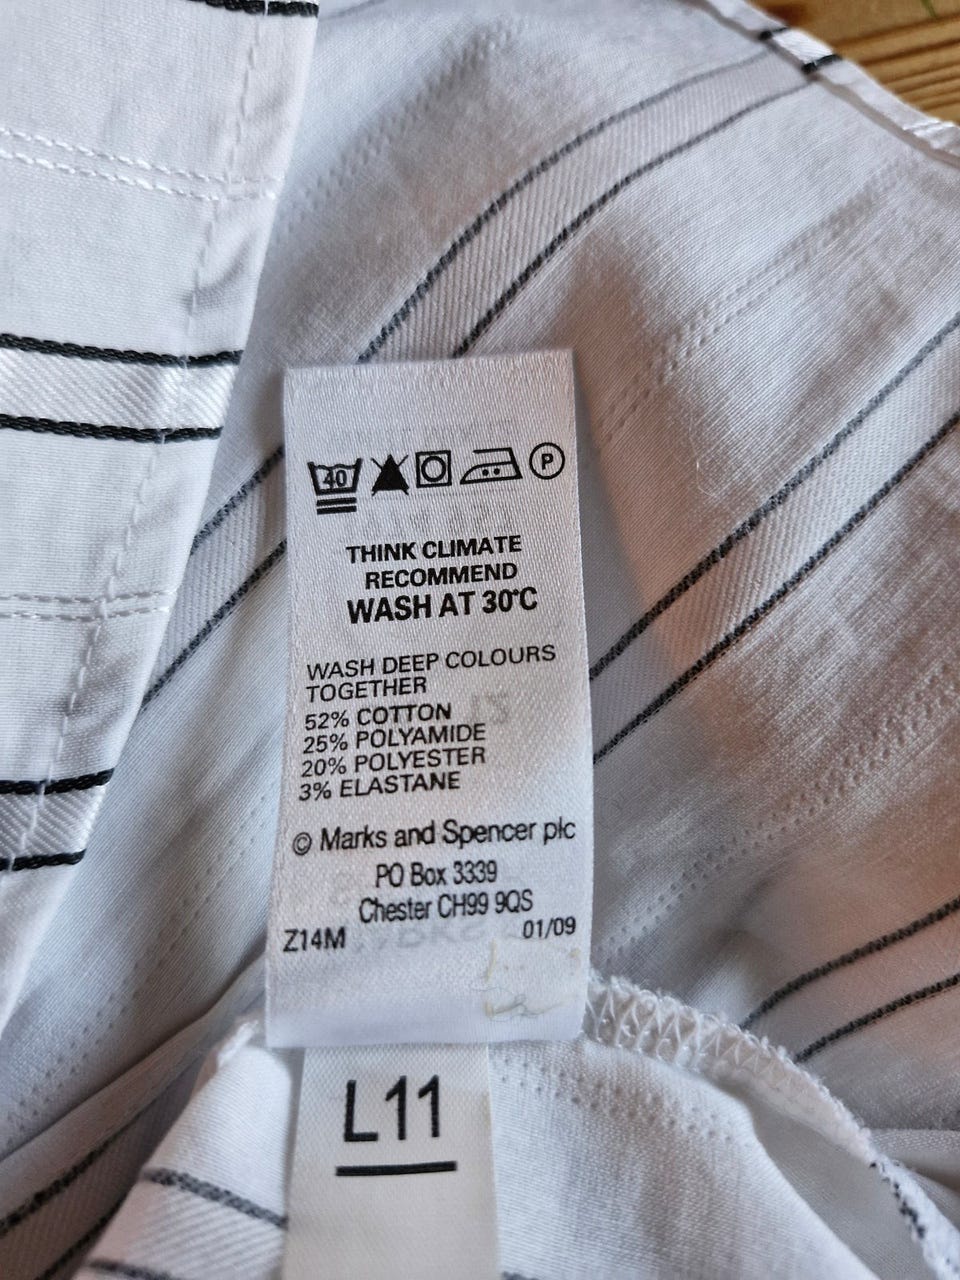 40
P
THINK CLIMATE
RECOMMEND
WASH AT 30°C
WASH DEEP COLOURS
TOGETHER
52% COTTON
25% POLYAMIDE
20% POLYESTER
3% ELASTANE
© Marks and Spencer plc
PO Box 3339
Chester CH99 9QS
Z14M 01/09
L11